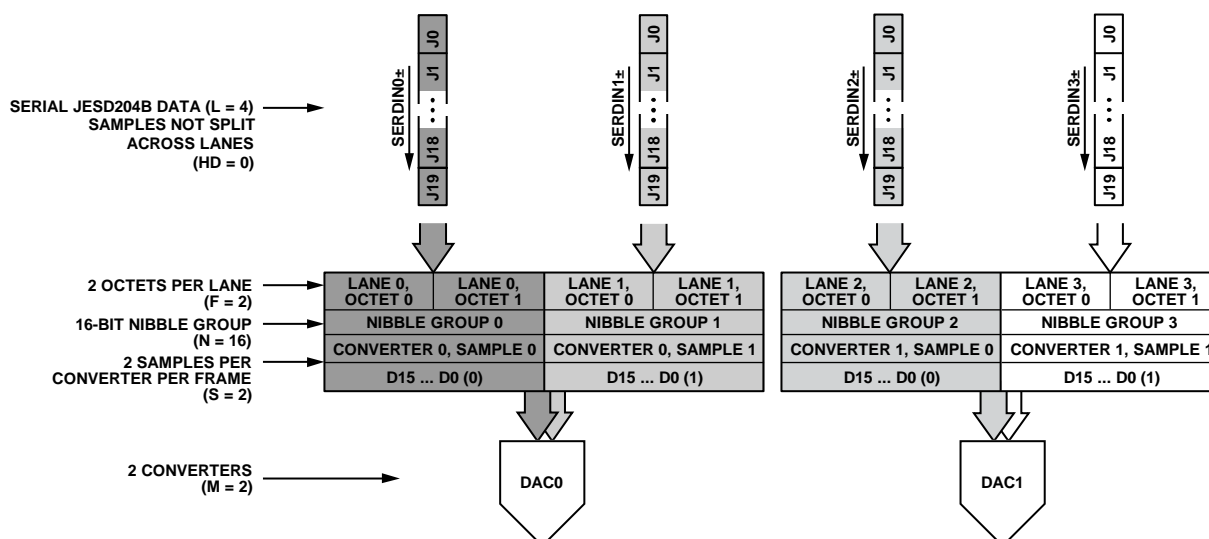 J0
J1
...
J18
J19
SERDIN0±
J0
J1
...
J18
J19
SERDIN1±
J0
J1
...
J18
J19
SERDIN2±
J0
J1
...
J18
J19
SERDIN3±
SERIAL JESD204B DATA (L = 4)
SAMPLES NOT SPLIT
ACROSS LANES
(HD = 0)
2 OCTETS PER LANE
(F = 2)
LANE 0,
OCTET 0
LANE 0,
OCTET 1
LANE 1,
OCTET 0
LANE 1,
OCTET 1
LANE 2,
OCTET 0
LANE 2,
OCTET 1
LANE 3,
OCTET 0
LANE 3,
OCTET 1
16-BIT NIBBLE GROUP
(N = 16)
NIBBLE GROUP 0
NIBBLE GROUP 1
NIBBLE GROUP 2
NIBBLE GROUP 3
2 SAMPLES PER
CONVERTER PER FRAME
(S = 2)
CONVERTER 0, SAMPLE 0
CONVERTER 0, SAMPLE 1
CONVERTER 1, SAMPLE 0
CONVERTER 1, SAMPLE 1
D15 ... D0 (0)
D15 ... D0 (1)
D15 ... D0 (0)
D15 ... D0 (1)
2 CONVERTERS
(M = 2)
DAC0
DAC1